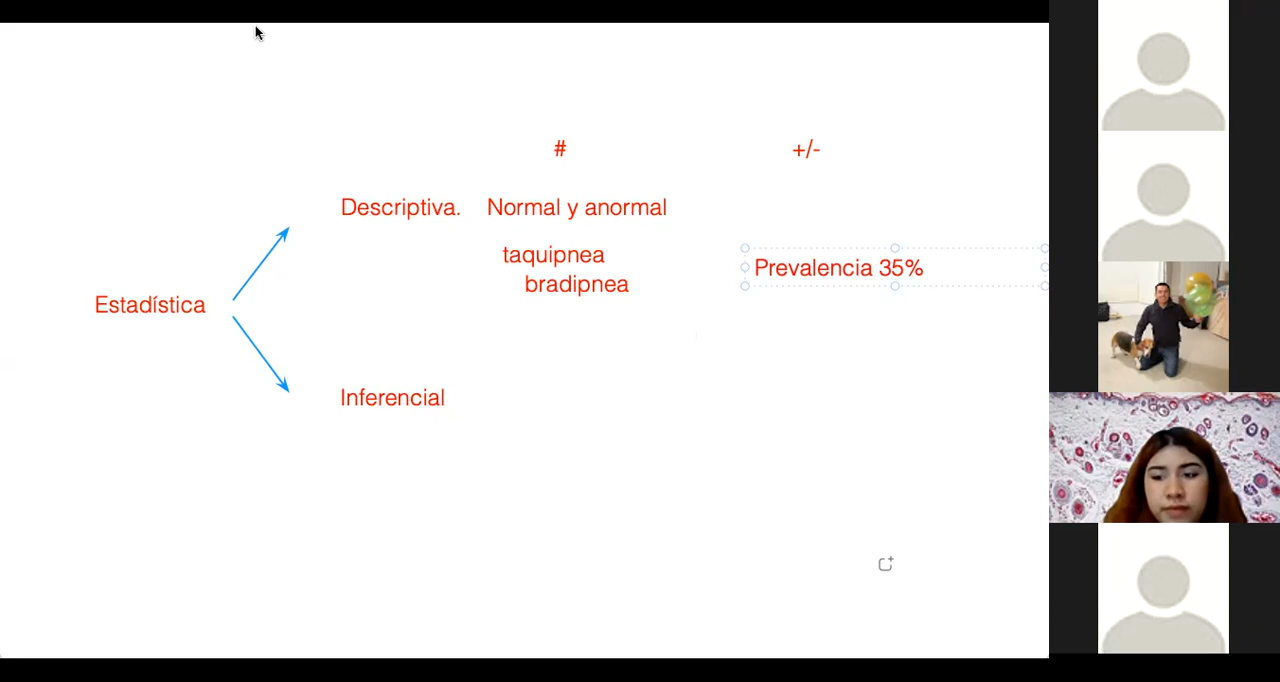 # +/-
Descriptiva. Normal y anormal
taquipnea
bradipnea
Prevalencia 35%
Estadística
Inferencial